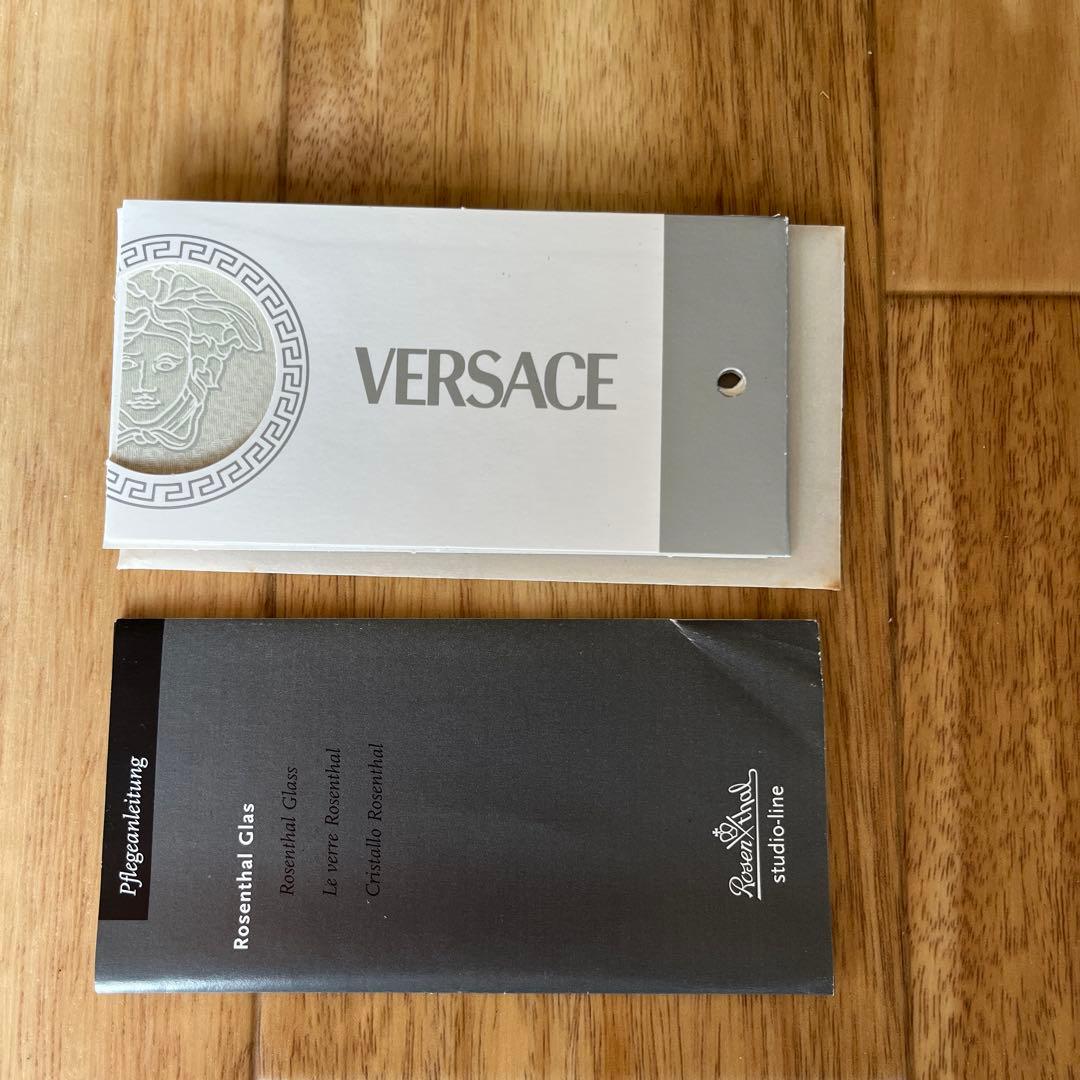 VERSACE
Pflegeanleitung
Rosenthal Glas
Rosenthal Glass
Le verre Rosenthal
Cristallo Rosenthal
Rosenthal
studio-line